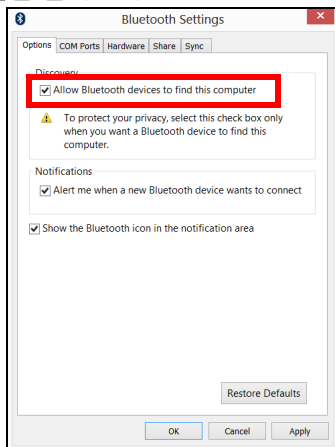 Bluetooth Settings
Options COM Ports Hardware Share Sync
Discovery
Allow Bluetooth devices to find this computer
To protect your privacy, select this check box only
when you want a Bluetooth device to find this
computer.
Notifications
Alert me when a new Bluetooth device wants to connect
Show the Bluetooth icon in the notification area
Restore Defaults
OK Cancel Apply